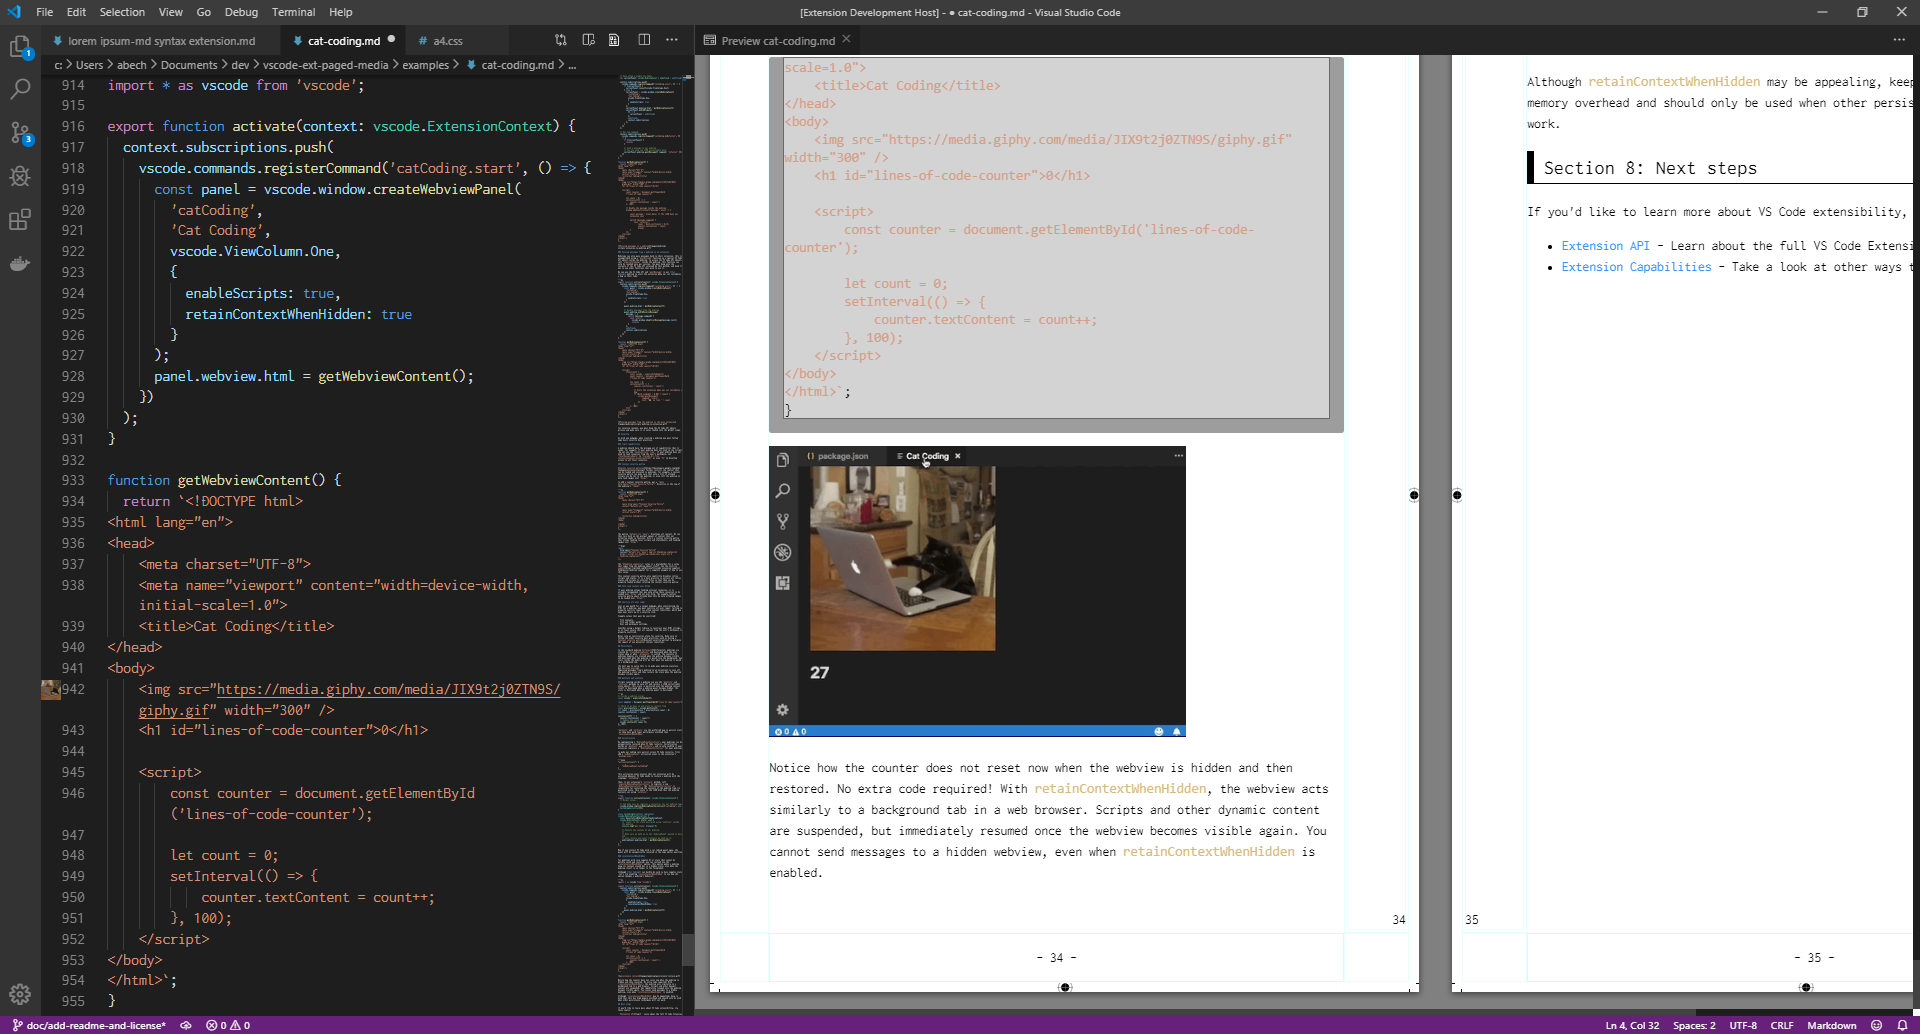 File Edit Selection View Go Debug Terminal Help
[Extension Development Host] - ● cat-coding.md - Visual Studio Code
lorem ipsum-md syntax extension.md
cat-coding.md
# a4.css
Preview cat-coding.md
c: > Users > abech > Documents > dev > vscode-ext-paged-media > examples > cat-coding.md > ...
1
3
914 import * as vscode from 'vscode';
915
916 export function activate(context: vscode.ExtensionContext) {
917 context.subscriptions.push(
918 vscode.commands.registerCommand('catCoding.start', () => {
919 const panel = vscode.window.createWebviewPanel(
920 'catCoding',
921 'Cat Coding',
922 vscode.ViewColumn.One,
923 {
924 enableScripts: true,
925 retainContextWhenHidden: true
926 }
927 );
928 panel.webview.html = getWebviewContent();
929 })
930 );
931 }
932
933 function getWebviewContent() {
934 return `<!DOCTYPE html>
935 <html lang="en">
936 <head>
937 <meta charset="UTF-8">
938 <meta name="viewport" content="width=device-width,
initial-scale=1.0">
939 <title>Cat Coding</title>
940 </head>
941 <body>
942 <img src="https://media.giphy.com/media/JIX9t2j0ZTN9S/
giphy.gif" width="300" />
943 <h1 id="lines-of-code-counter">0</h1>
944
945 <script>
946 const counter = document.getElementById
('lines-of-code-counter');
947
948 let count = 0;
949 setInterval(() => {
950 counter.textContent = count++;
951 }, 100);
952 </script>
953 </body>
954 </html>`;
955 }
scale=1.0">
<title>Cat Coding</title>
</head>
<body>
<img src="https://media.giphy.com/media/JIX9t2j0ZTN9S/giphy.gif"
width="300" />
<h1 id="lines-of-code-counter">0</h1>
<script>
const counter = document.getElementById('lines-of-code-
counter');
let count = 0;
setInterval(() => {
counter.textContent = count++;
}, 100);
</script>
</body>
</html>`;
}
package.json
Cat Coding
27
0 0
Notice how the counter does not reset now when the webview is hidden and then
restored. No extra code required! With retainContextWhenHidden, the webview acts
similarly to a background tab in a web browser. Scripts and other dynamic content
are suspended, but immediately resumed once the webview becomes visible again. You
cannot send messages to a hidden webview, even when retainContextWhenHidden is
enabled.
34
- 34 -
Although retainContextWhenHidden may be appealing, keep
memory overhead and should only be used when other persis
work.
Section 8: Next steps
If you'd like to learn more about VS Code extensibility,
• Extension API - Learn about the full VS Code Extensi
• Extension Capabilities - Take a look at other ways t
35
- 35 -
doc/add-readme-and-license* 0 0
Ln 4, Col 32 Spaces: 2 UTF-8 CRLF Markdown